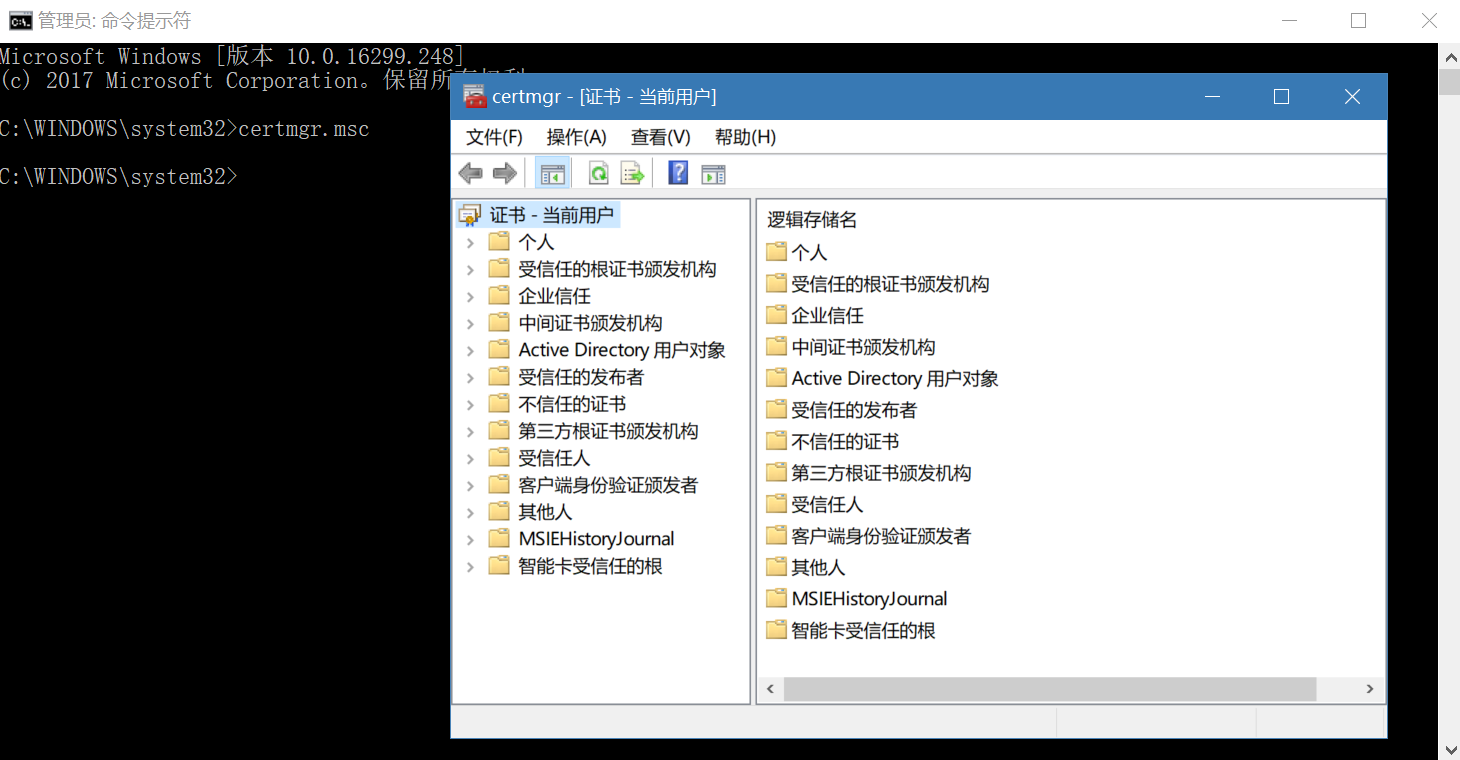 管理员: 命令提示符
Microsoft Windows [版本 10.0.16299.248]
(c) 2017 Microsoft Corporation。保留所有权利
C:\WINDOWS\system32>certmgr.msc
C:\WINDOWS\system32>
certmgr - [证书 - 当前用户]
文件(F) 操作(A) 查看(V) 帮助(H)
证书 - 当前用户
个人
受信任的根证书颁发机构
企业信任
中间证书颁发机构
Active Directory 用户对象
受信任的发布者
不信任的证书
第三方根证书颁发机构
受信任人
客户端身份验证颁发者
其他人
MSIEHistoryJournal
智能卡受信任的根
逻辑存储名
个人
受信任的根证书颁发机构
企业信任
中间证书颁发机构
Active Directory 用户对象
受信任的发布者
不信任的证书
第三方根证书颁发机构
受信任人
客户端身份验证颁发者
其他人
MSIEHistoryJournal
智能卡受信任的根